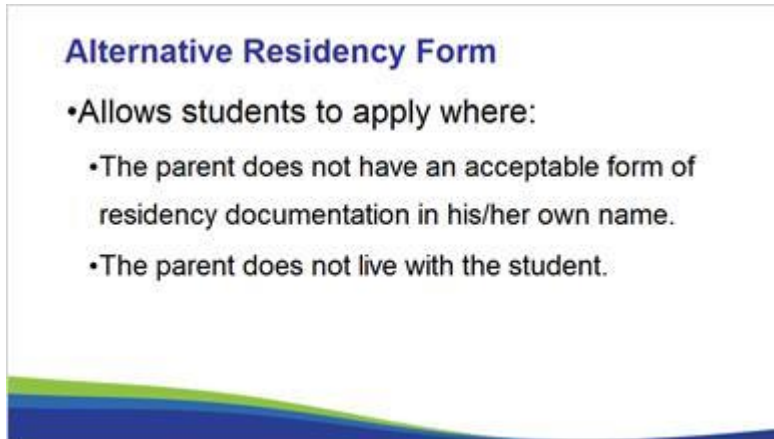 Alternative Residency Form
•Allows students to apply where:
•The parent does not have an acceptable form of
residency documentation in his/her own name.
•The parent does not live with the student.